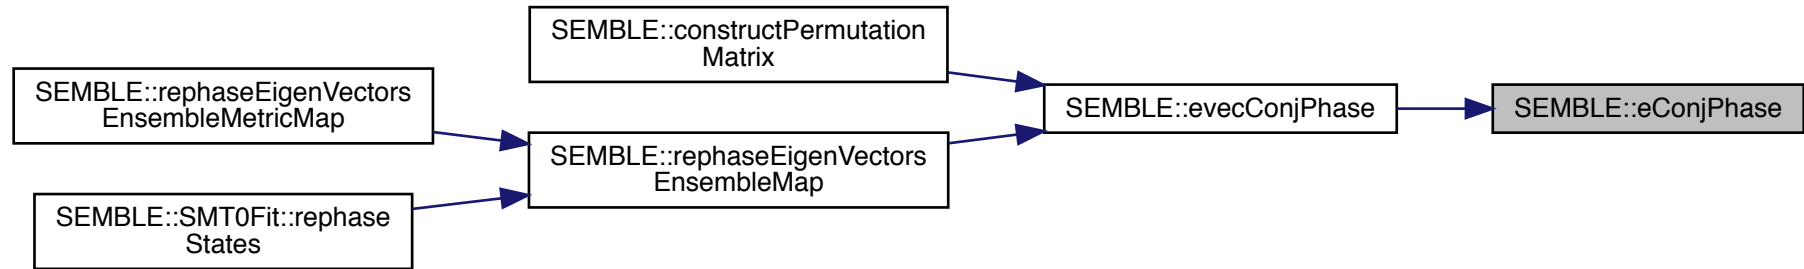 SEMBLE::constructPermutation
Matrix
SEMBLE::rephaseEigenVectors
EnsembleMetricMap
SEMBLE::evecConjPhase
SEMBLE::eConjPhase
SEMBLE::rephaseEigenVectors
EnsembleMap
SEMBLE::SMT0Fit::rephase
States